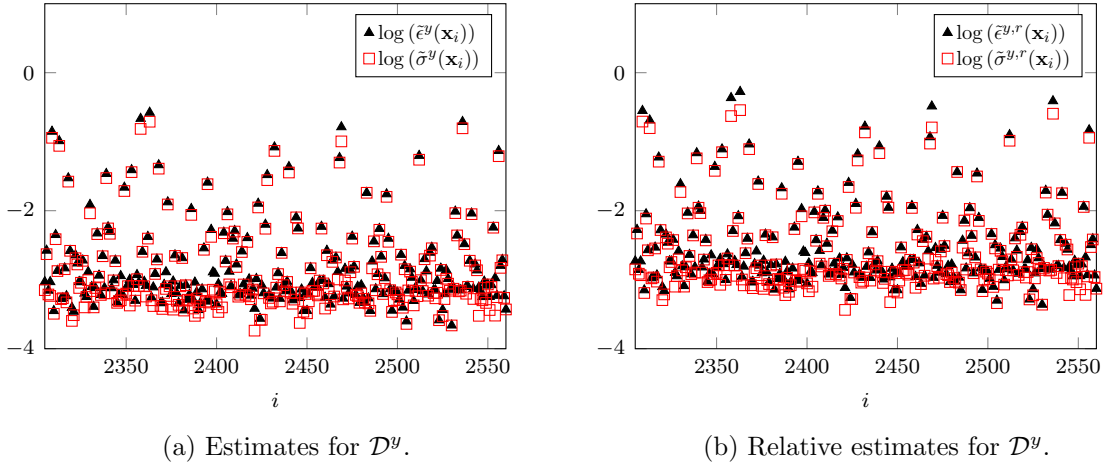 log (ϵ̃^y(x_i))
log (σ̃^y(x_i))
0
−2
−4
2350 2400 2450 2500 2550
i
(a) Estimates for 𝒟^y.
log (ϵ̃^{y,r}(x_i))
log (σ̃^{y,r}(x_i))
0
−2
−4
2350 2400 2450 2500 2550
i
(b) Relative estimates for 𝒟^y.